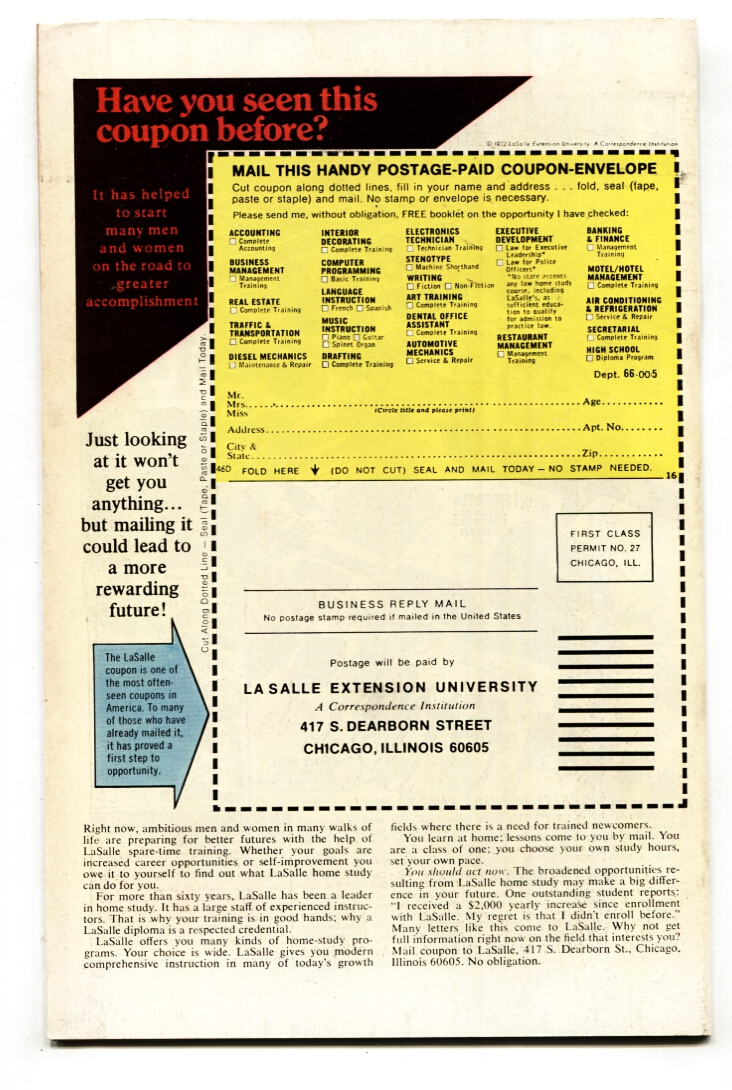 Have you seen this
coupon before?
© 1972 LaSalle Extension University, A Correspondence Institution
It has helped
to start
many men
and women
on the road to
greater
accomplishment
MAIL THIS HANDY POSTAGE-PAID COUPON-ENVELOPE
Cut coupon along dotted lines, fill in your name and address . . . fold, seal (tape,
paste or staple) and mail. No stamp or envelope is necessary.
Please send me, without obligation, FREE booklet on the opportunity I have checked:
ACCOUNTING
☐ Complete
Accounting
BUSINESS
MANAGEMENT
☐ Management
Training
REAL ESTATE
☐ Complete Training
TRAFFIC &
TRANSPORTATION
☐ Complete Training
DIESEL MECHANICS
☐ Maintenance & Repair
INTERIOR
DECORATING
☐ Complete Training
COMPUTER
PROGRAMMING
☐ Basic Training
LANGUAGE
INSTRUCTION
☐ French ☐ Spanish
MUSIC
INSTRUCTION
☐ Piano ☐ Guitar
☐ Spinet Organ
DRAFTING
☐ Complete Training
ELECTRONICS
TECHNICIAN
☐ Technician Training
STENOTYPE
☐ Machine Shorthand
WRITING
☐ Fiction ☐ Non-Fiction
ART TRAINING
☐ Complete Training
DENTAL OFFICE
ASSISTANT
☐ Complete Training
AUTOMOTIVE
MECHANICS
☐ Service & Repair
EXECUTIVE
DEVELOPMENT
☐ Law for Executive
Leadership*
☐ Law for Police
Officers*
*No state accepts
any law home study
course, including
LaSalle's, as
sufficient educa-
tion to qualify
for admission to
practice law.
RESTAURANT
MANAGEMENT
☐ Management
Training
BANKING
& FINANCE
☐ Management
Training
MOTEL/HOTEL
MANAGEMENT
☐ Complete Training
AIR CONDITIONING
& REFRIGERATION
☐ Service & Repair
SECRETARIAL
☐ Complete Training
HIGH SCHOOL
☐ Diploma Program
Dept. 66-005
Mr.
Mrs. Age
Miss (Circle title and please print)
Address Apt. No.
City &
State Zip
46D FOLD HERE ↓ (DO NOT CUT) SEAL AND MAIL TODAY — NO STAMP NEEDED.
16
Cut Along Dotted Line — Seal (Tape, Paste or Staple) and Mail Today.
Just looking
at it won't
get you
anything...
but mailing it
could lead to
a more
rewarding
future!
The LaSalle
coupon is one of
the most often-
seen coupons in
America. To many
of those who have
already mailed it,
it has proved a
first step to
opportunity.
FIRST CLASS
PERMIT NO. 27
CHICAGO, ILL.
BUSINESS REPLY MAIL
No postage stamp required if mailed in the United States
Postage will be paid by
LA SALLE EXTENSION UNIVERSITY
A Correspondence Institution
417 S. DEARBORN STREET
CHICAGO, ILLINOIS 60605
Right now, ambitious men and women in many walks of
life are preparing for better futures with the help of
LaSalle spare-time training. Whether your goals are
increased career opportunities or self-improvement you
owe it to yourself to find out what LaSalle home study
can do for you.
For more than sixty years, LaSalle has been a leader
in home study. It has a large staff of experienced instruc-
tors. That is why your training is in good hands; why a
LaSalle diploma is a respected credential.
LaSalle offers you many kinds of home-study pro-
grams. Your choice is wide. LaSalle gives you modern
comprehensive instruction in many of today's growth
fields where there is a need for trained newcomers.
You learn at home; lessons come to you by mail. You
are a class of one; you choose your own study hours,
set your own pace.
You should act now. The broadened opportunities re-
sulting from LaSalle home study may make a big differ-
ence in your future. One outstanding student reports:
"I received a $2,000 yearly increase since enrollment
with LaSalle. My regret is that I didn't enroll before."
Many letters like this come to LaSalle. Why not get
full information right now on the field that interests you?
Mail coupon to LaSalle, 417 S. Dearborn St., Chicago,
Illinois 60605. No obligation.